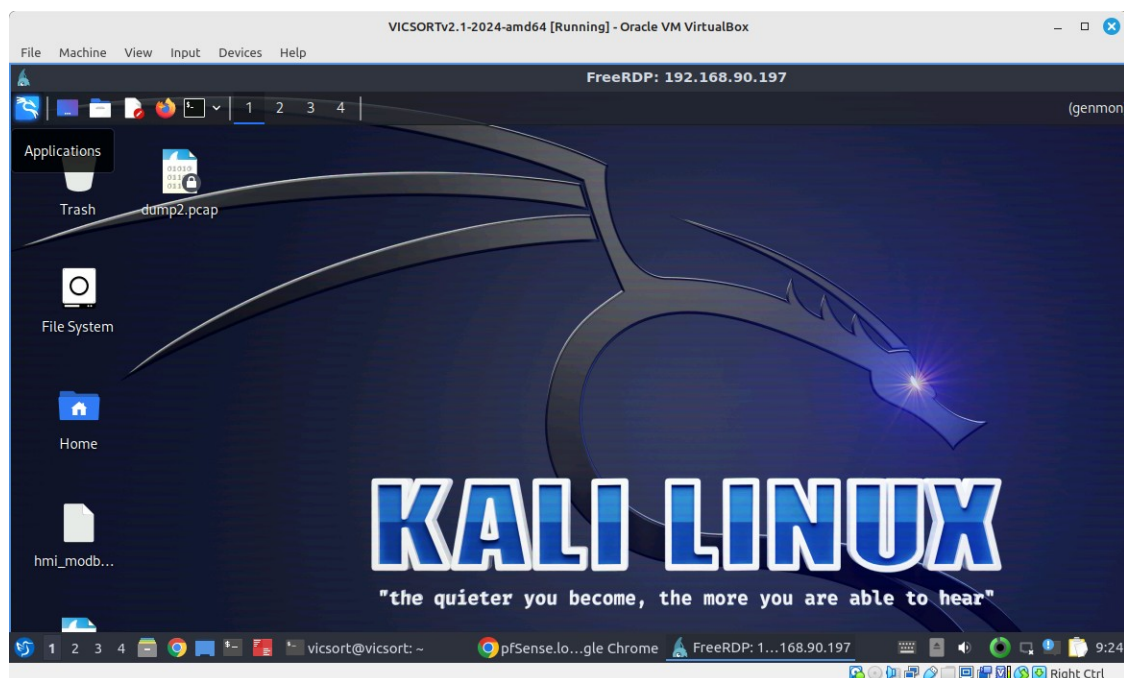 VICSORTv2.1-2024-amd64 [Running] - Oracle VM VirtualBox
File Machine View Input Devices Help
FreeRDP: 192.168.90.197
1 2 3 4 (genmon
Applications
Trash dump2.pcap
File System
Home
hmi_modb...
KALI LINUX
"the quieter you become, the more you are able to hear"
1 2 3 4 vicsort@vicsort: ~ pfSense.lo...gle Chrome FreeRDP: 1...168.90.197 9:24
Right Ctrl